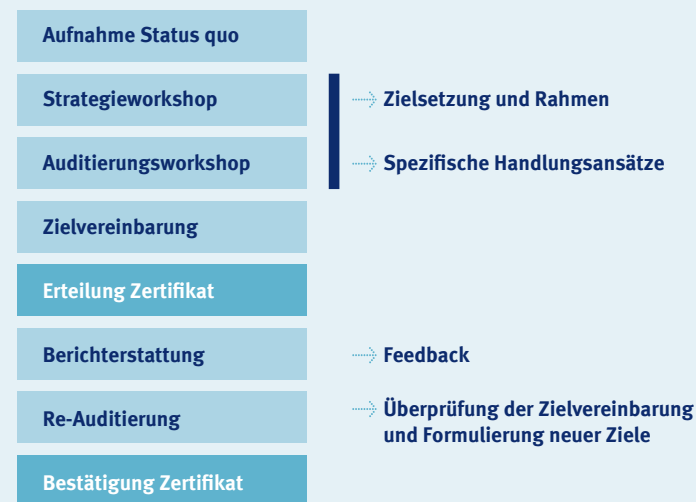 Aufnahme Status quo
Strategieworkshop
Zielsetzung und Rahmen
Auditierungsworkshop
Spezifische Handlungsansätze
Zielvereinbarung
Erteilung Zertifikat
Berichterstattung
Feedback
Re-Auditierung
Überprüfung der Zielvereinbarung
und Formulierung neuer Ziele
Bestätigung Zertifikat